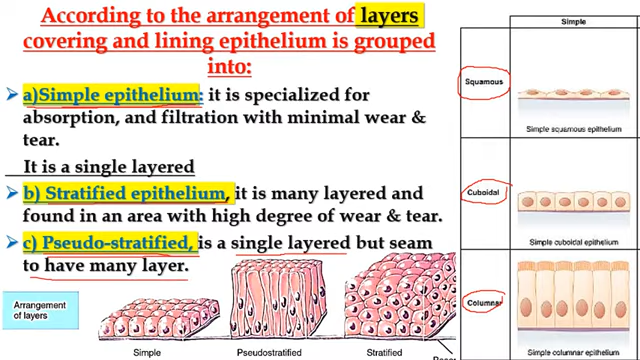 According to the arrangement of layers
covering and lining epithelium is grouped
into:
a)Simple epithelium: it is specialized for
absorption, and filtration with minimal wear &
tear.
It is a single layered
b) Stratified epithelium, it is many layered and
found in an area with high degree of wear & tear.
c) Pseudo-stratified, is a single layered but seam
to have many layer.
Arrangement
of layers
Simple
Pseudostratified
Stratified
Simple
Squamous
Simple squamous epithelium
Cuboidal
Simple cuboidal epithelium
Columnar
Simple columnar epithelium